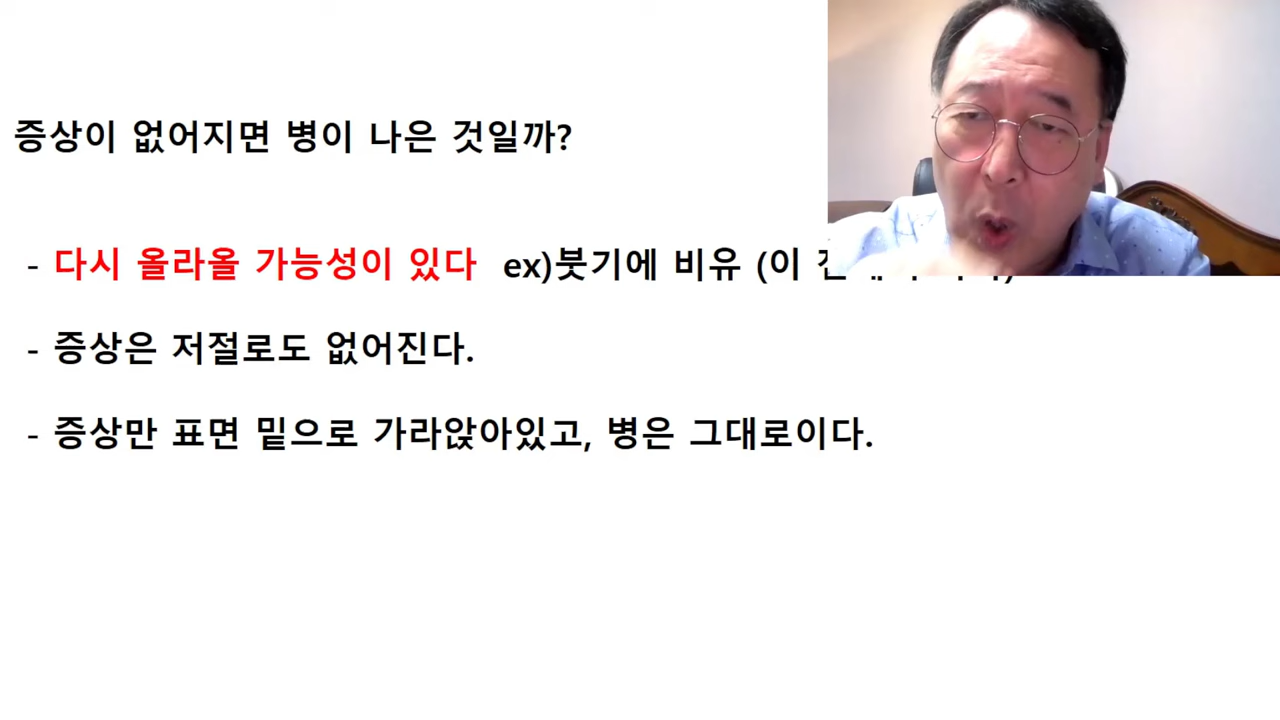 증상이 없어지면 병이 나은 것일까?
- 다시 올라올 가능성이 있다 ex)붓기에 비유 (이
- 증상은 저절로도 없어진다.
- 증상만 표면 밑으로 가라앉아있고, 병은 그대로이다.